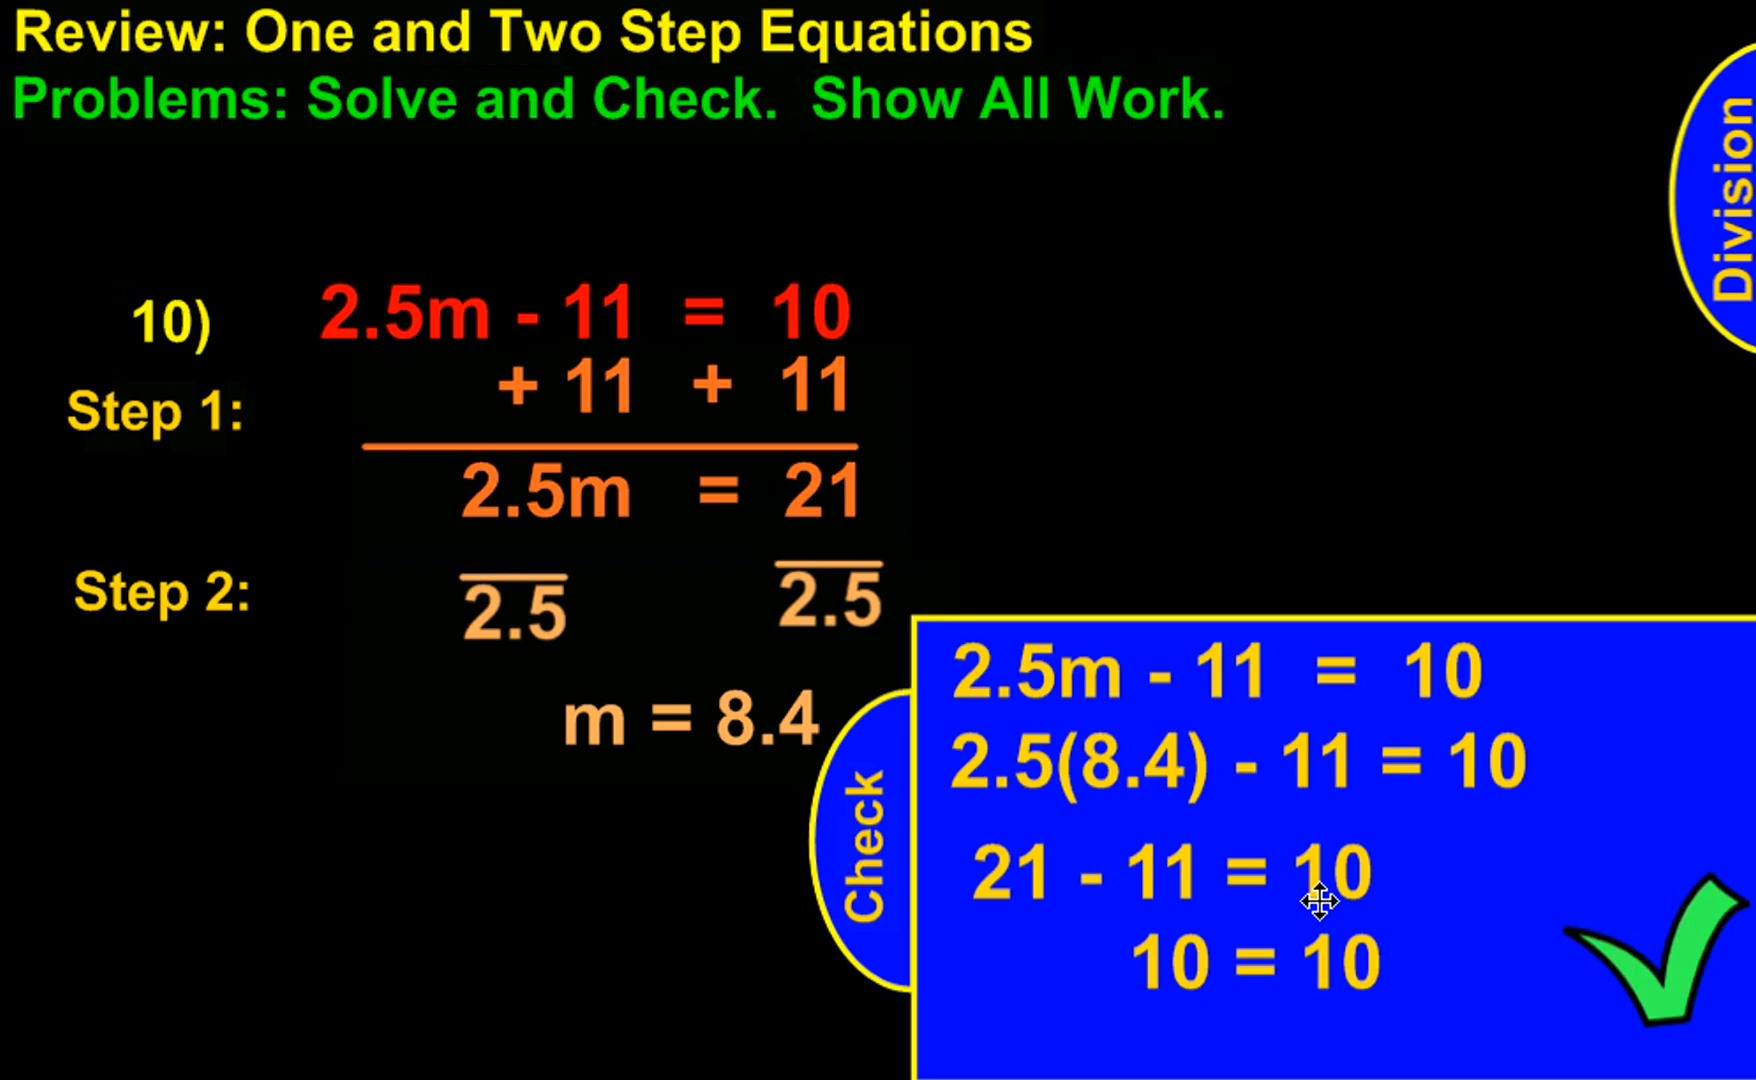 Review: One and Two Step Equations
Problems: Solve and Check. Show All Work.
Division
10) 2.5m - 11 = 10
+ 11 + 11
Step 1:
2.5m = 21
Step 2: 2.5 2.5
m = 8.4
Check
2.5m - 11 = 10
2.5(8.4) - 11 = 10
21 - 11 = 10
10 = 10